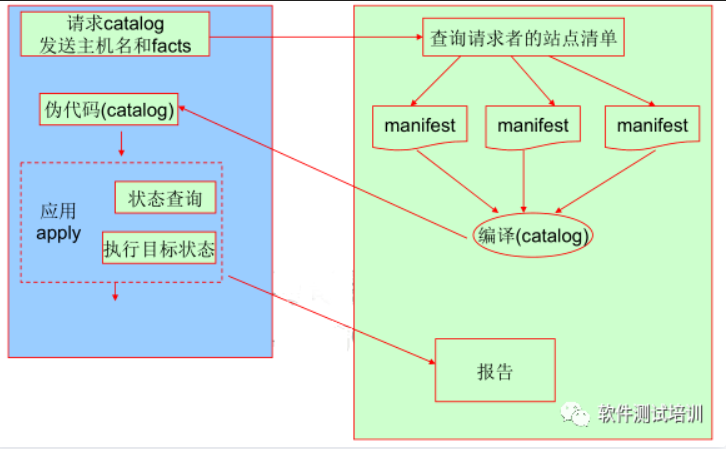 请求catalog
发送主机名和facts
查询请求者的站点清单
伪代码(catalog)
manifest
manifest
manifest
应用
apply
状态查询
执行目标状态
编译(catalog)
报告
软件测试培训